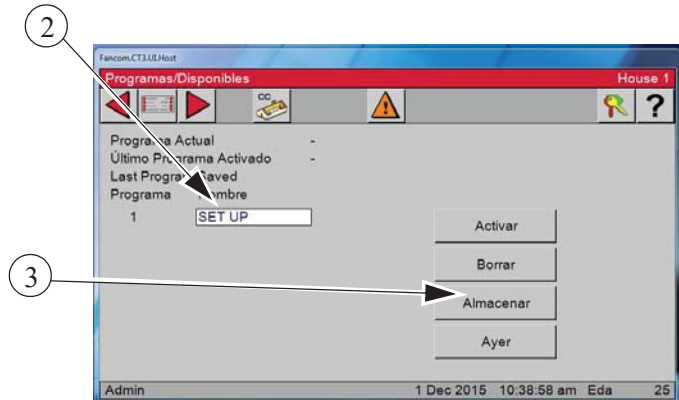 2
Fancom.CT3.UI.Host
Programas/Disponibles House 1
CC
?
Programa Actual -
Último Programa Activado -
Last Program Saved
Programa Nombre
1 SET UP
Activar
Borrar
3
Almacenar
Ayer
Admin 1 Dec 2015 10:38:58 am Eda 25